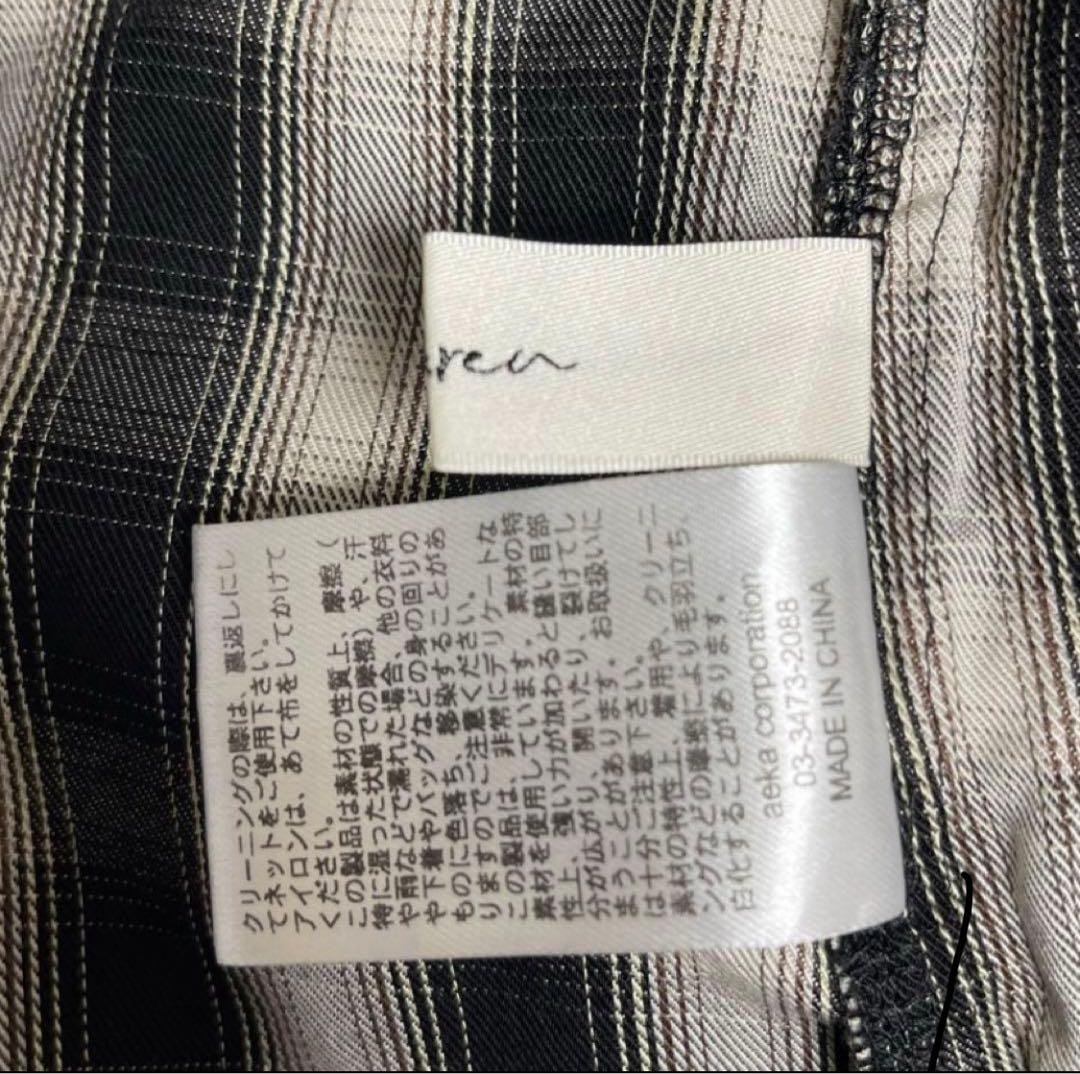 ren
クリーニングの際は、裏返しにし
てネットをご使用下さい。
アイロンは、あて布をしてかけて
ください。
この製品は素材の性質上、摩擦（
特に湿った状態での摩擦）や、汗
や雨などで濡れた場合、他の衣料
や下着やバッグなどの身の回りの
ものに色落ち、移染することがあ
りますのでご注意ください。
この製品は、非常にデリケートな
素材を使用しています。素材の特
性上、強い力が加わると縫い目部
分が広がり、開いたり、裂けてし
まうことがあります。お取扱いに
は十分ご注意下さい。
素材の特性上、着用や、クリーニ
ングなどの摩擦により毛羽立ち、
白化することがあります。
aeka corporation
03-3473-2088
MADE IN CHINA